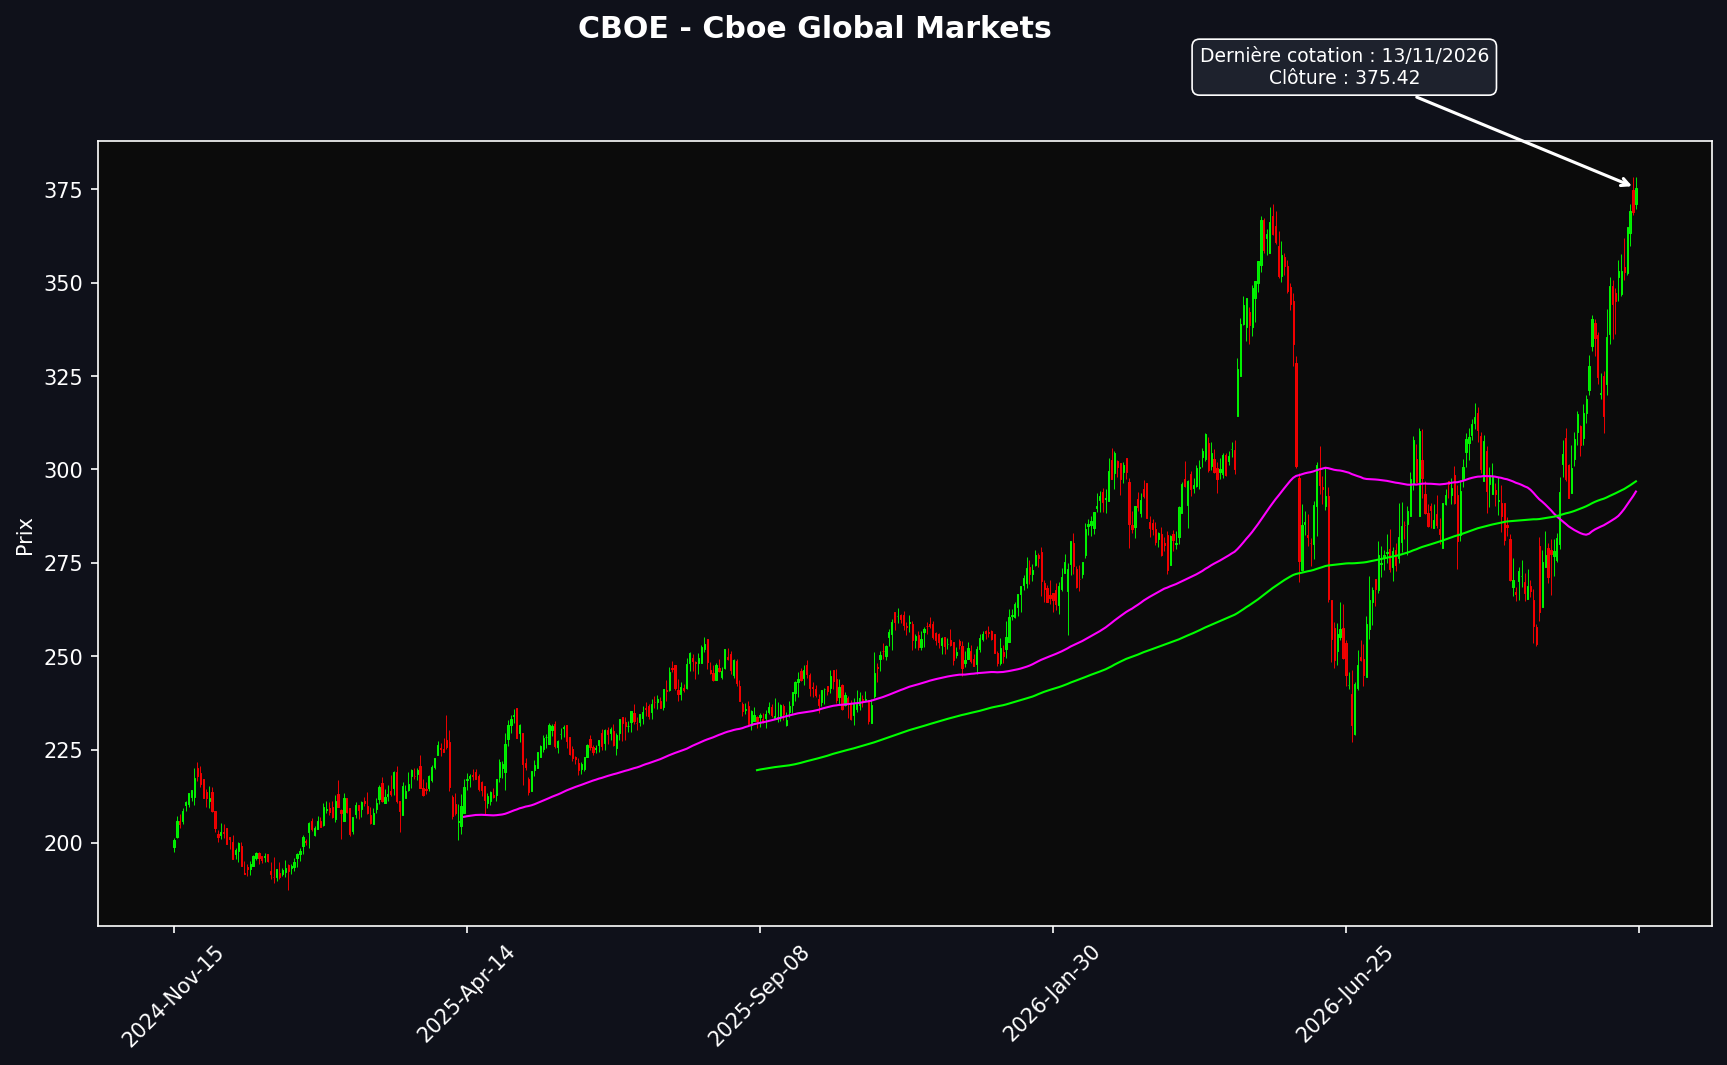 CBOE - Cboe Global Markets
Dernière cotation : 13/11/2026
Clôture : 375.42
Prix
375
350
325
300
275
250
225
200
2024-Nov-15
2025-Apr-14
2025-Sep-08
2026-Jan-30
2026-Jun-25